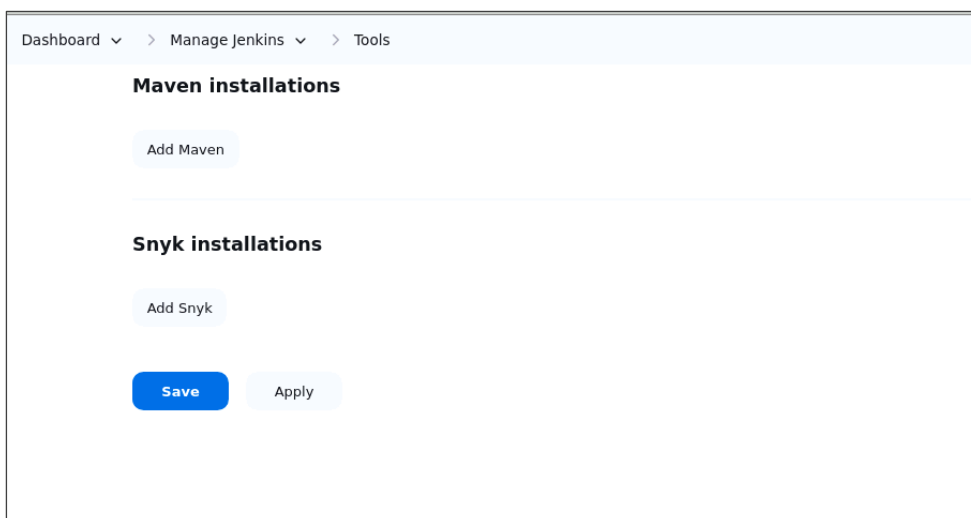 Dashboard > Manage Jenkins > Tools
Maven installations
Add Maven
Snyk installations
Add Snyk
Save Apply